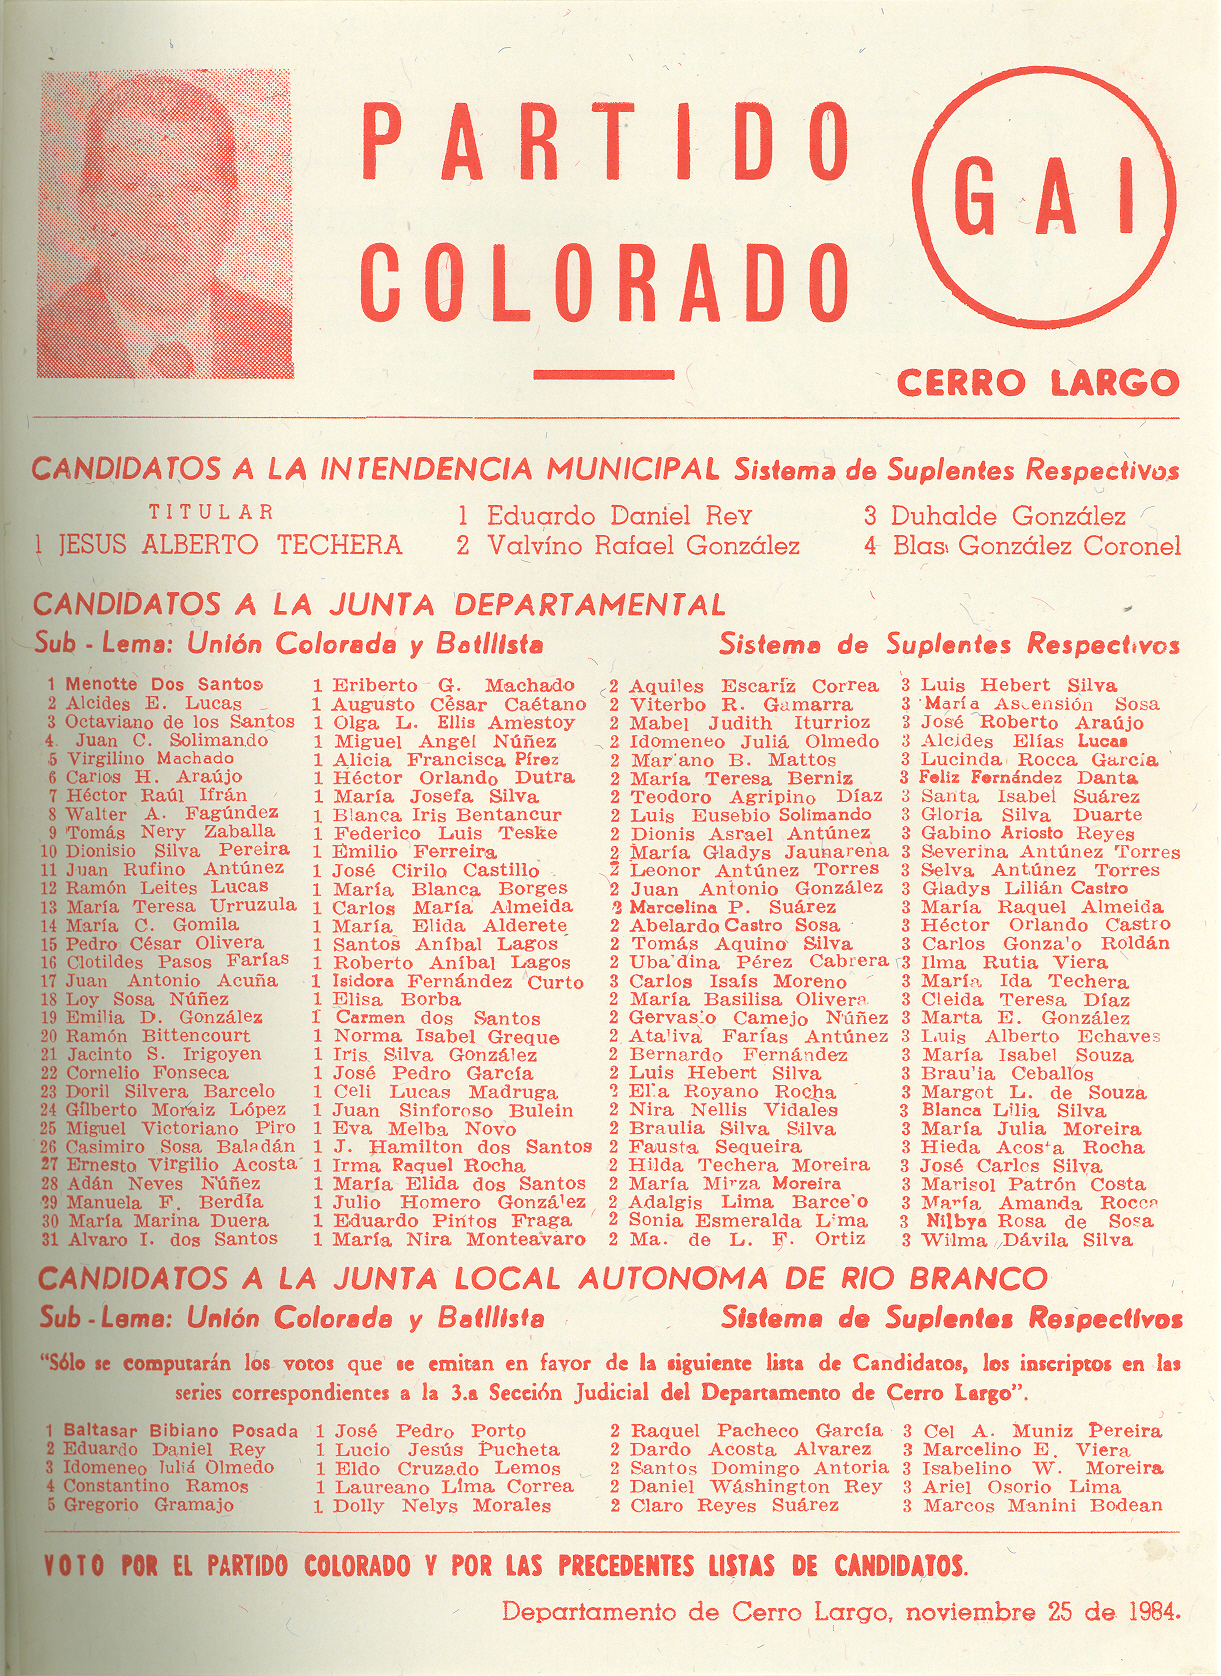 PARTIDO
COLORADO
GAI
CERRO LARGO
CANDIDATOS A LA INTENDENCIA MUNICIPAL Sistema de Suplentes Respectivos
TITULAR
1 JESUS ALBERTO TECHERA
1 Eduardo Daniel Rey
2 Valvíno Rafael González
3 Duhalde González
4 Blas González Coronel
CANDIDATOS A LA JUNTA DEPARTAMENTAL
Sub - Lema: Unión Colorada y Batllista Sistema de Suplentes Respectivos
1 Menotte Dos Santos 1 Eriberto G. Machado 2 Aquiles Escaríz Correa 3 Luis Hebert Silva
2 Alcides E. Lucas 1 Augusto César Caétano 2 Viterbo R. Gamarra 3 María Ascensión Sosa
3 Octaviano de los Santos 1 Olga L. Ellis Amestoy 2 Mabel Judith Iturrioz 3 José Roberto Araújo
4. Juan C. Solimando 1 Miguel Angel Núñez 2 Idomeneo Juliá Olmedo 3 Alcides Elías Lucas
5 Virgilino Machado 1 Alicia Francisca Pírez 2 Mar'ano B. Mattos 3 Lucinda Rocca García
6 Carlos H. Araújo 1 Héctor Orlando Dutra 2 María Teresa Berniz 3 Feliz Fernández Danta
7 Héctor Raúl Ifrán 1 María Josefa Silva 2 Teodoro Agripino Díaz 3 Santa Isabel Suárez
8 Walter A. Fagúndez 1 Blanca Iris Bentancur 2 Luis Eusebio Solimando 3 Gloria Silva Duarte
9 Tomás Nery Zaballa 1 Federico Luis Teske 2 Dionis Asrael Antúnez 3 Gabino Ariosto Reyes
10 Dionisio Silva Pereira 1 Emilio Ferreira 2 María Gladys Jaunarena 3 Severina Antúnez Torres
11 Juan Rufino Antúnez 1 José Cirilo Castillo 2 Leonor Antúnez Torres 3 Selva Antúnez Torres
12 Ramón Leites Lucas 1 María Blanca Borges 2 Juan Antonio González 3 Gladys Lilián Castro
13 María Teresa Urruzula 1 Carlos María Almeida 2 Marcelina P. Suárez 3 María Raquel Almeida
14 María C. Gomila 1 María Elida Alderete 2 Abelardo Castro Sosa 3 Héctor Orlando Castro
15 Pedro César Olivera 1 Santos Aníbal Lagos 2 Tomás Aquino Silva 3 Carlos Gonza'o Roldán
16 Clotildes Pasos Farías 1 Roberto Aníbal Lagos 2 Uba'dina Pérez Cabrera 3 Ilma Rutia Viera
17 Juan Antonio Acuña 1 Isidora Fernández Curto 3 Carlos Isaís Moreno 3 María Ida Techera
18 Loy Sosa Núñez 1 Elisa Borba 2 María Basilisa Olivera 3 Cleida Teresa Díaz
19 Emilia D. González 1 Carmen dos Santos 2 Gervasio Camejo Núñez 3 Marta E. González
20 Ramón Bittencourt 1 Norma Isabel Greque 2 Ataliva Farías Antúnez 3 Luis Alberto Echaves
21 Jacinto S. Irigoyen 1 Iris Silva González 2 Bernardo Fernández 3 María Isabel Souza
22 Cornelio Fonseca 1 José Pedro García 2 Luis Hebert Silva 3 Brau'ia Ceballos
23 Doril Silvera Barcelo 1 Celi Lucas Madruga 2 El'a Royano Rocha 3 Margot L. de Souza
24 Gilberto Moraiz López 1 Juan Sinforoso Bulein 2 Nira Nellis Vidales 3 Blanca Lilia Silva
25 Miguel Victoriano Piro 1 Eva Melba Novo 2 Braulia Silva Silva 3 María Julia Moreira
26 Casimiro Sosa Baladán 1 J. Hamilton dos Santos 2 Fausta Sequeira 3 Hieda Acosta Rocha
27 Ernesto Virgilio Acosta 1 Irma Raquel Rocha 2 Hilda Techera Moreira 3 José Carlos Silva
28 Adán Neves Núñez 1 María Elida dos Santos 2 María Mirza Moreira 3 Marisol Patrón Costa
29 Manuela F. Berdía 1 Julio Homero González 2 Adalgis Lima Barce'o 3 María Amanda Rocca
30 María Marina Duera 1 Eduardo Pintos Fraga 2 Sonia Esmeralda Lima 3 Nilbya Rosa de Sosa
31 Alvaro I. dos Santos 1 María Nira Monteavaro 2 Ma. de L. F. Ortiz 3 Wilma Dávila Silva
CANDIDATOS A LA JUNTA LOCAL AUTONOMA DE RIO BRANCO
Sub - Lema: Unión Colorada y Batllista Sistema de Suplentes Respectivos
“Sólo se computarán los votos que se emitan en favor de la siguiente lista de Candidatos, los inscriptos en las
series correspondientes a la 3.a Sección Judicial del Departamento de Cerro Largo”.
1 Baltasar Bibiano Posada 1 José Pedro Porto 2 Raquel Pacheco García 3 Cel A. Muniz Pereira
2 Eduardo Daniel Rey 1 Lucio Jesús Pucheta 2 Dardo Acosta Alvarez 3 Marcelino E. Viera
3 Idomeneo Juliá Olmedo 1 Eldo Cruzado Lemos 2 Santos Domingo Antoria 3 Isabelino W. Moreira
4 Constantino Ramos 1 Laureano Lima Correa 2 Daniel Wáshington Rey 3 Ariel Osorio Lima
5 Gregorio Gramajo 1 Dolly Nelys Morales 2 Claro Reyes Suárez 3 Marcos Manini Bodean
VOTO POR EL PARTIDO COLORADO Y POR LAS PRECEDENTES LISTAS DE CANDIDATOS.
Departamento de Cerro Largo, noviembre 25 de 1984.